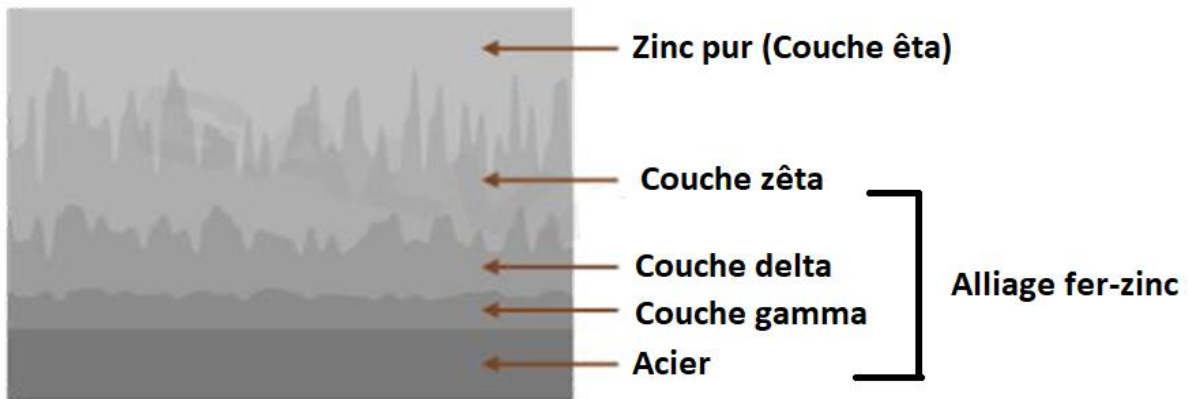 Zinc pur (Couche êta)
Couche zêta
Couche delta
Alliage fer-zinc
Couche gamma
Acier